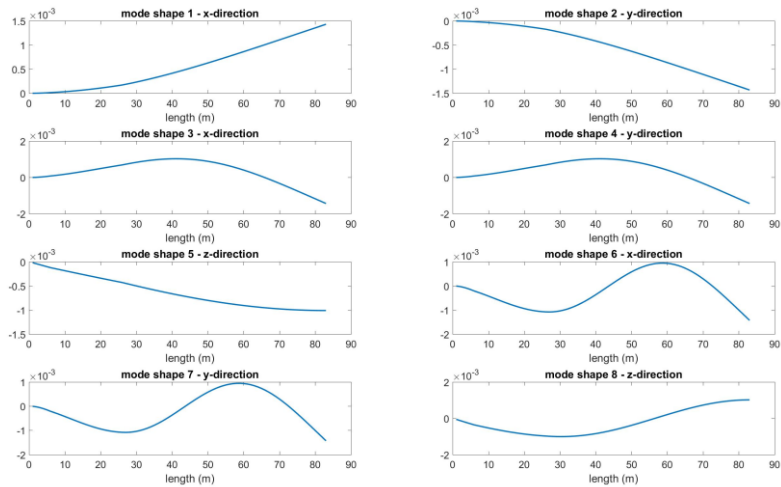 ×10⁻³ mode shape 1 - x-direction
1.5
1
0.5
0
0 10 20 30 40 50 60 70 80 90
length (m)
×10⁻³ mode shape 2 - y-direction
0
-0.5
-1
-1.5
0 10 20 30 40 50 60 70 80 90
length (m)
×10⁻³ mode shape 3 - x-direction
2
0
-2
0 10 20 30 40 50 60 70 80 90
length (m)
×10⁻³ mode shape 4 - y-direction
2
0
-2
0 10 20 30 40 50 60 70 80 90
length (m)
×10⁻³ mode shape 5 - z-direction
0
-0.5
-1
-1.5
0 10 20 30 40 50 60 70 80 90
length (m)
×10⁻³ mode shape 6 - x-direction
1
0
-1
-2
0 10 20 30 40 50 60 70 80 90
length (m)
×10⁻³ mode shape 7 - y-direction
1
0
-1
-2
0 10 20 30 40 50 60 70 80 90
length (m)
×10⁻³ mode shape 8 - z-direction
2
0
-2
0 10 20 30 40 50 60 70 80 90
length (m)